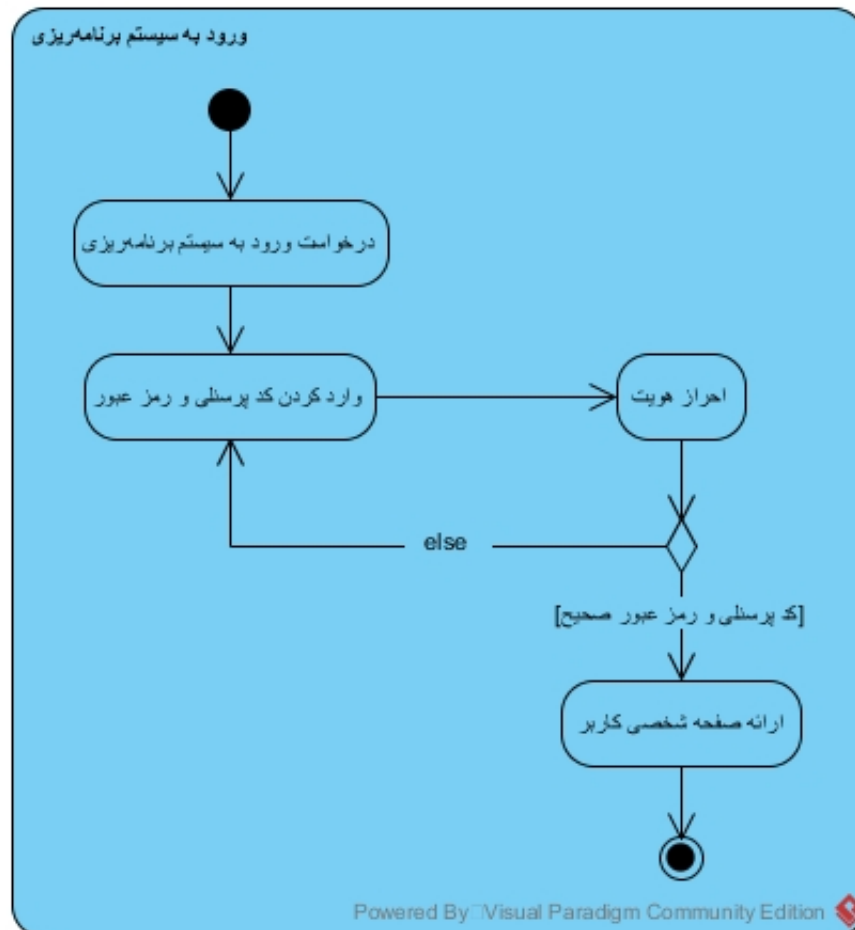 ورود به سیستم برنامه‌ریزی
درخواست ورود به سیستم برنامه‌ریزی
وارد کردن کد پرسنلی و رمز عبور
احراز هویت
else
[کد پرسنلی و رمز عبور صحیح]
ارائه صفحه شخصی کاربر
Powered By Visual Paradigm Community Edition